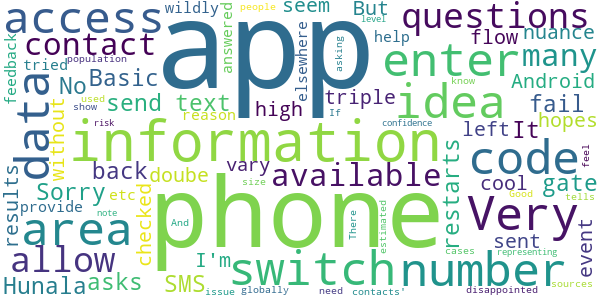 access
app
wildly
seem
questions
contact
answered
elsewhere
asking
people
level
But
help
flow
nuance
many
feedback
population
tried
No
Basic
enter
Android
data
used
show
send text
high
triple
idea
fail
hopes
risk
reason
If
know
confidence
without
information
left
It
code
feel
results
back
phone
vary
available
restarts
cool
gate
Sorry
etc
doube
size
provide
checked
There
estimated
Very
tells
area
note
sent
Good
event
allow
I'm
switch
number
cases
representing
Hunala
asks
SMS
And
issue
globally
need
contacts'
disappointed
sources